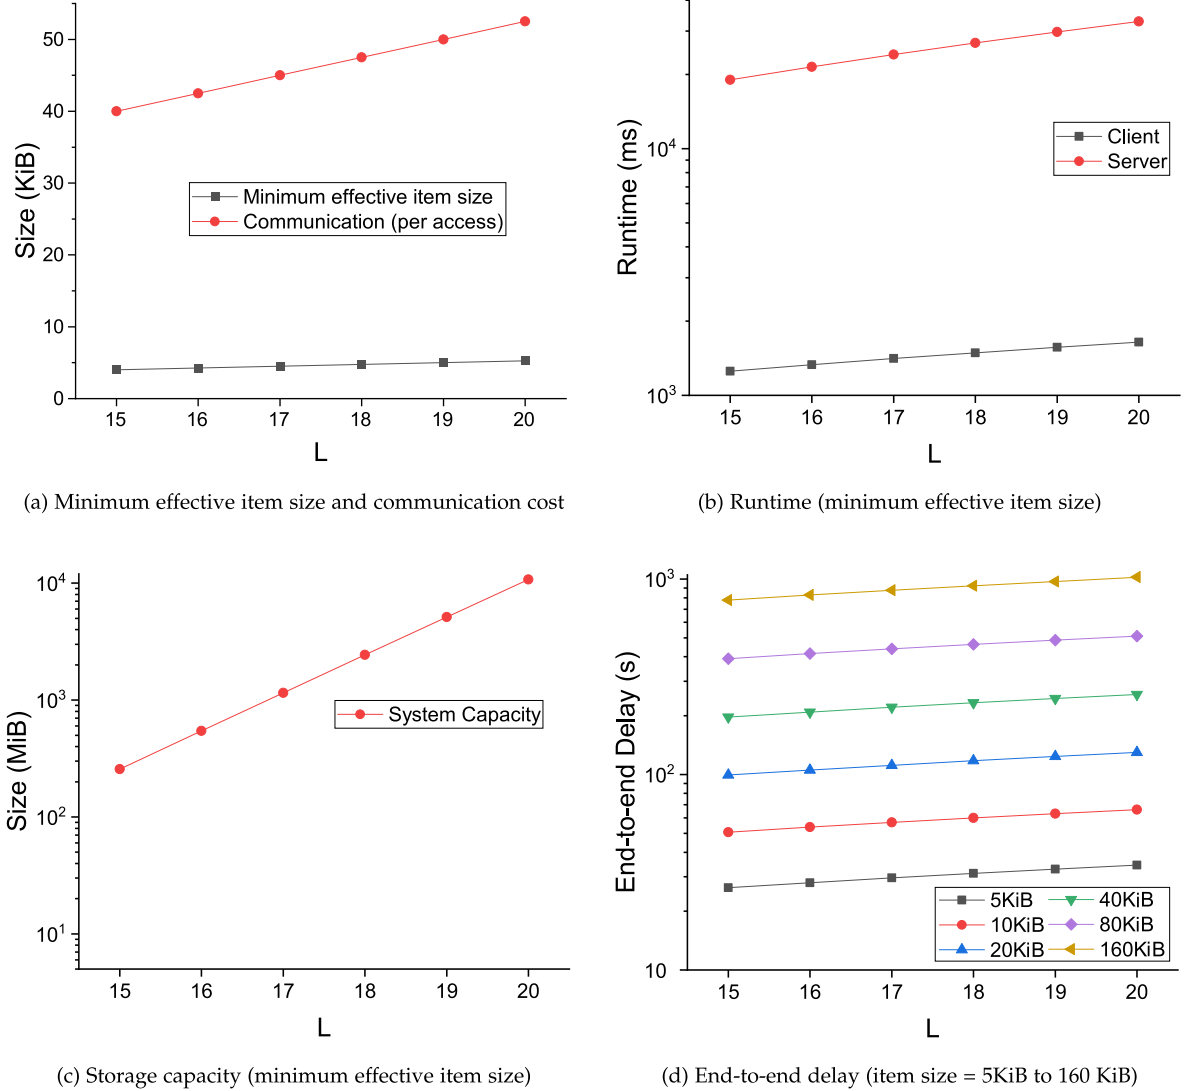 50
40
30
20
10
0
Size (KiB)
Minimum effective item size
Communication (per access)
15 16 17 18 19 20
L
(a) Minimum effective item size and communication cost
10^4
10^3
Runtime (ms)
Client
Server
15 16 17 18 19 20
L
(b) Runtime (minimum effective item size)
10^4
10^3
10^2
10^1
Size (MiB)
System Capacity
15 16 17 18 19 20
L
(c) Storage capacity (minimum effective item size)
10^3
10^2
10
End-to-end Delay (s)
5KiB 40KiB
10KiB 80KiB
20KiB 160KiB
15 16 17 18 19 20
L
(d) End-to-end delay (item size = 5KiB to 160 KiB)